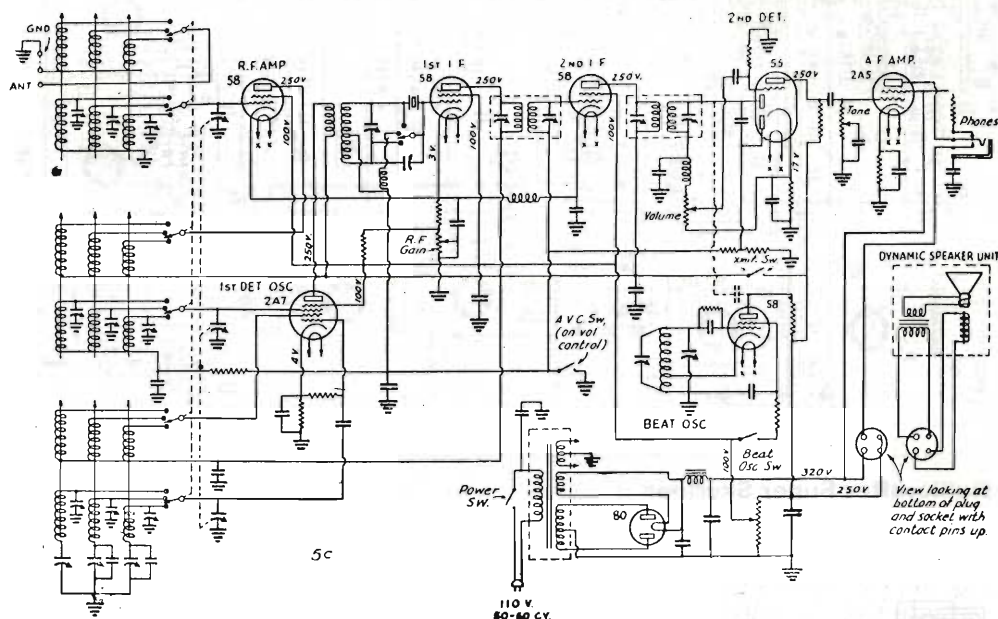 GND
ANT
R.F. AMP.
58
250V
100V
x x
1ST I F.
58
250V
3 V.
100V
2ND I F.
58
250V.
100V
x x
2ND DET.
55
250V
17V.
x x
A F AMP.
2A5
Tone
x x
Phones
Volume
R.F
Gain
xmit. Sw.
250V.
100V
1ST DET OSC
2A7
4V
A V C Sw.
(on vol
control)
58
x x
BEAT OSC
Beat
Osc Sw
100V
DYNAMIC SPEAKER UNIT
Power
Sw.
80
320V
250V.
View looking at
bottom of plug
and socket with
contact pins up.
5c
110 V.
50-60 CY.